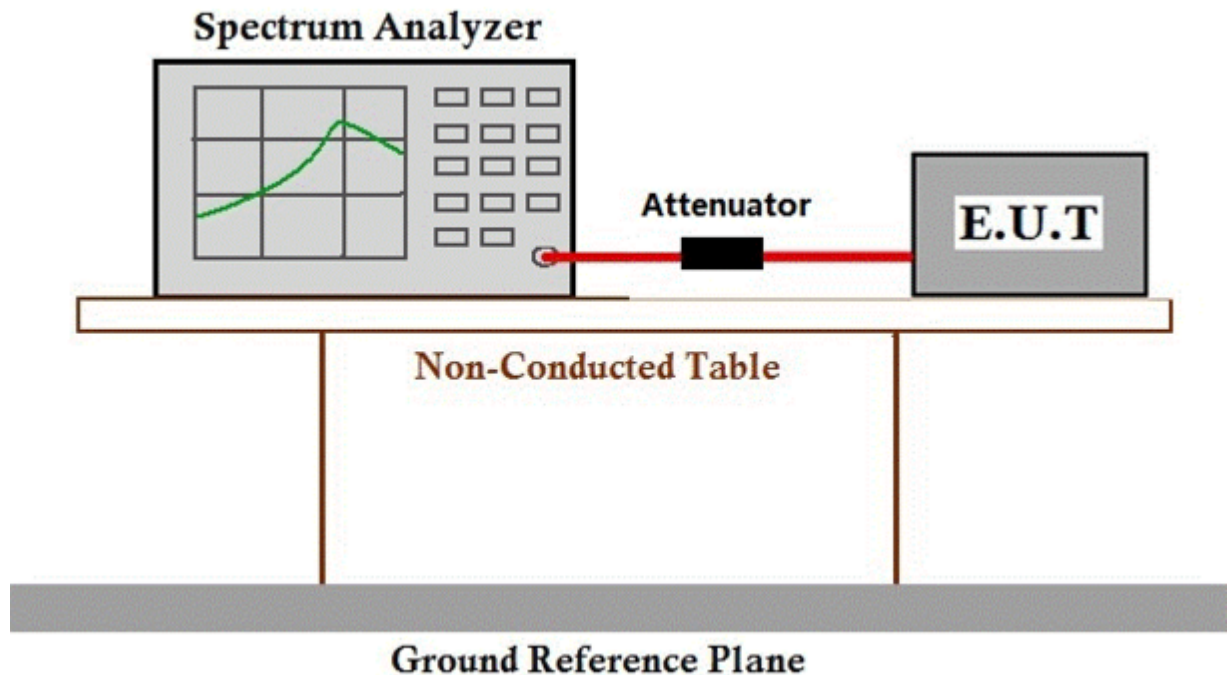 Spectrum Analyzer
Attenuator
E.U.T
Non-Conducted Table
Ground Reference Plane